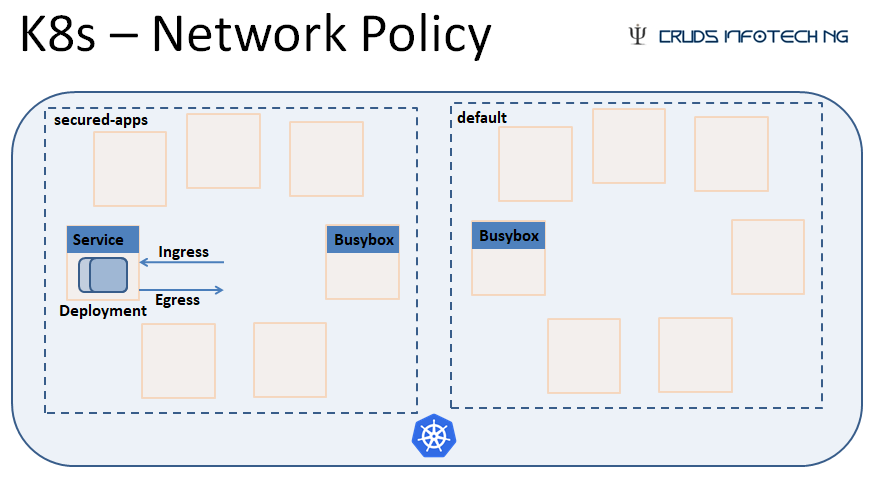 K8s – Network Policy
CRUDS INFOTECH NG
secured-apps
default
Service
Busybox
Busybox
Ingress
Egress
Deployment